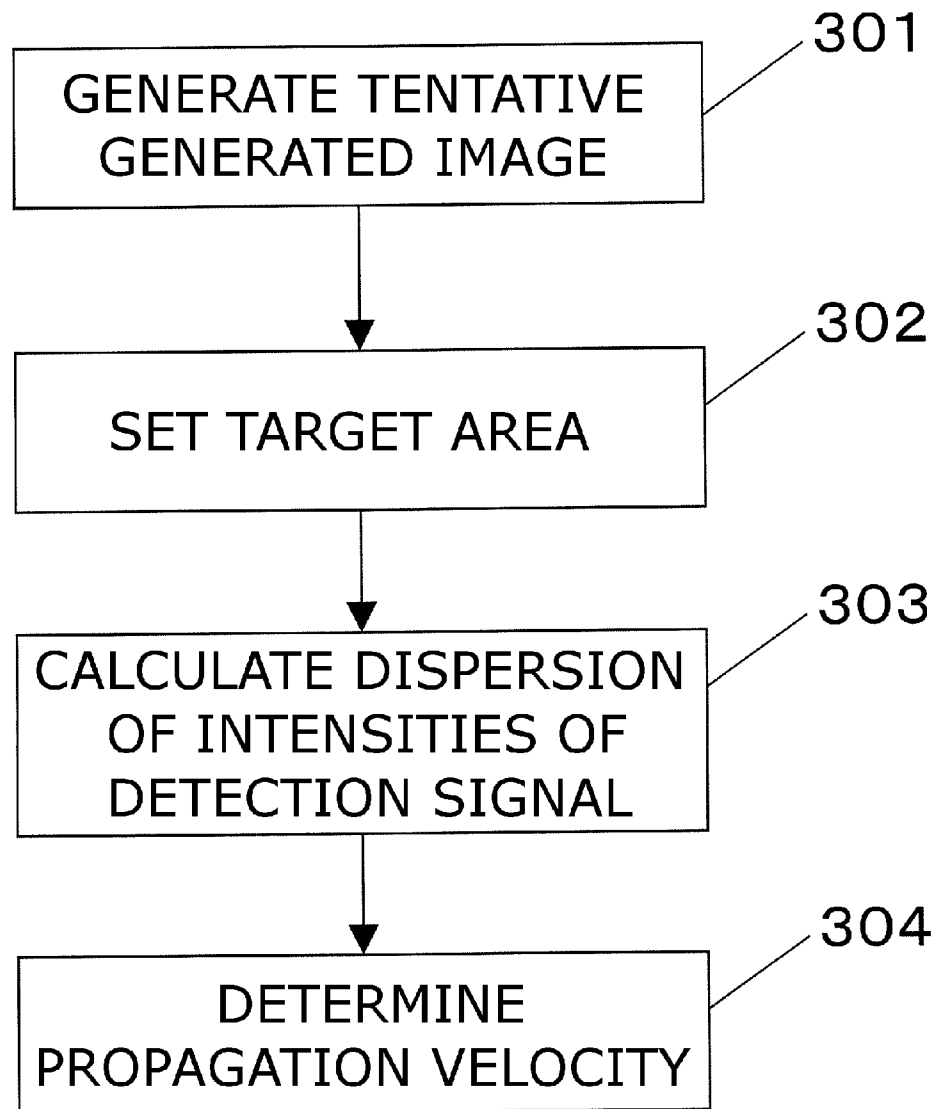 301
GENERATE TENTATIVE
GENERATED IMAGE
302
SET TARGET AREA
303
CALCULATE DISPERSION
OF INTENSITIES OF
DETECTION SIGNAL
304
DETERMINE
PROPAGATION VELOCITY